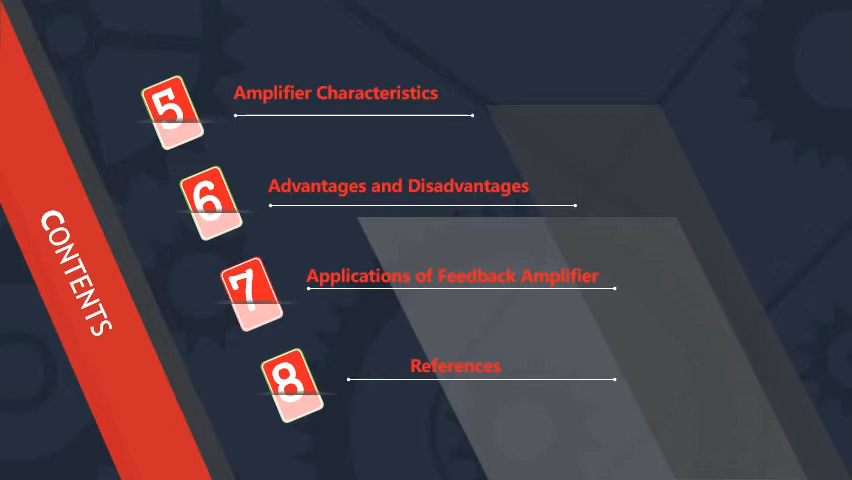 CONTENTS
5
Amplifier Characteristics
6
Advantages and Disadvantages
7
Applications of Feedback Amplifier
8
References